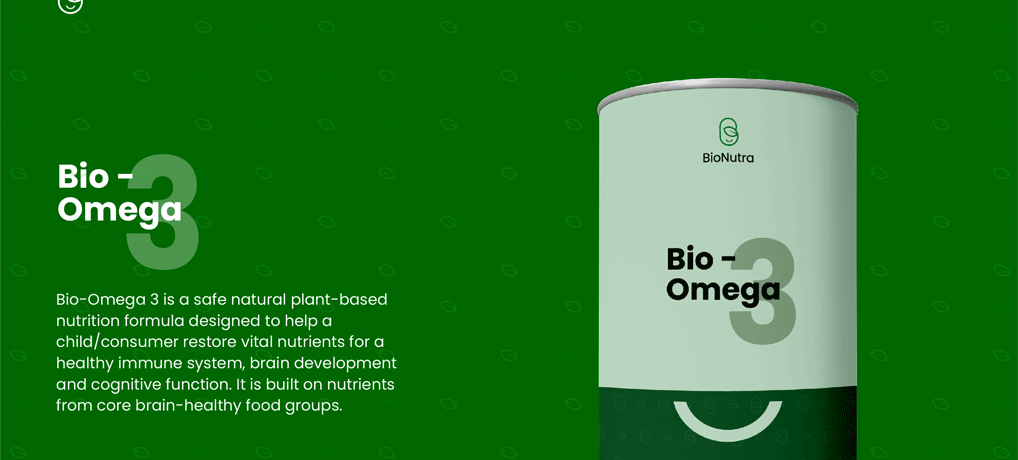 Bio -
Omega
3
Bio-Omega 3 is a safe natural plant-based
nutrition formula designed to help a
child/consumer restore vital nutrients for a
healthy immune system, brain development
and cognitive function. It is built on nutrients
from core brain-healthy food groups.
BioNutra
Bio -
Omega
3